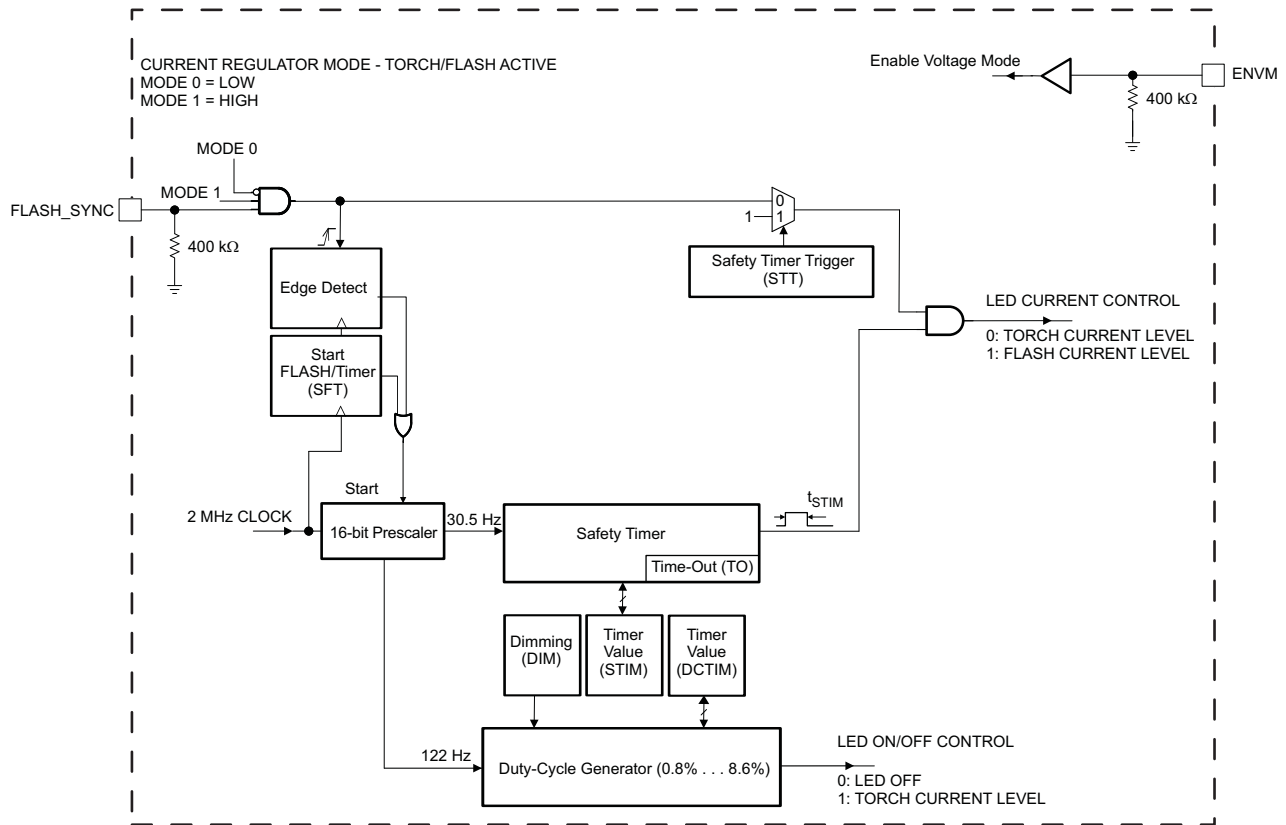 CURRENT REGULATOR MODE - TORCH/FLASH ACTIVE
MODE 0 = LOW
MODE 1 = HIGH
Enable Voltage Mode
ENVM
400 kΩ
MODE 0
MODE 1
FLASH_SYNC
400 kΩ
0
1
1
Safety Timer Trigger
(STT)
Edge Detect
LED CURRENT CONTROL
0: TORCH CURRENT LEVEL
1: FLASH CURRENT LEVEL
Start
FLASH/Timer
(SFT)
Start
2 MHz CLOCK
16-bit Prescaler
30.5 Hz
Safety Timer
Time-Out (TO)
tSTIM
Dimming
(DIM)
Timer
Value
(STIM)
Timer
Value
(DCTIM)
122 Hz
Duty-Cycle Generator (0.8% . . . 8.6%)
LED ON/OFF CONTROL
0: LED OFF
1: TORCH CURRENT LEVEL